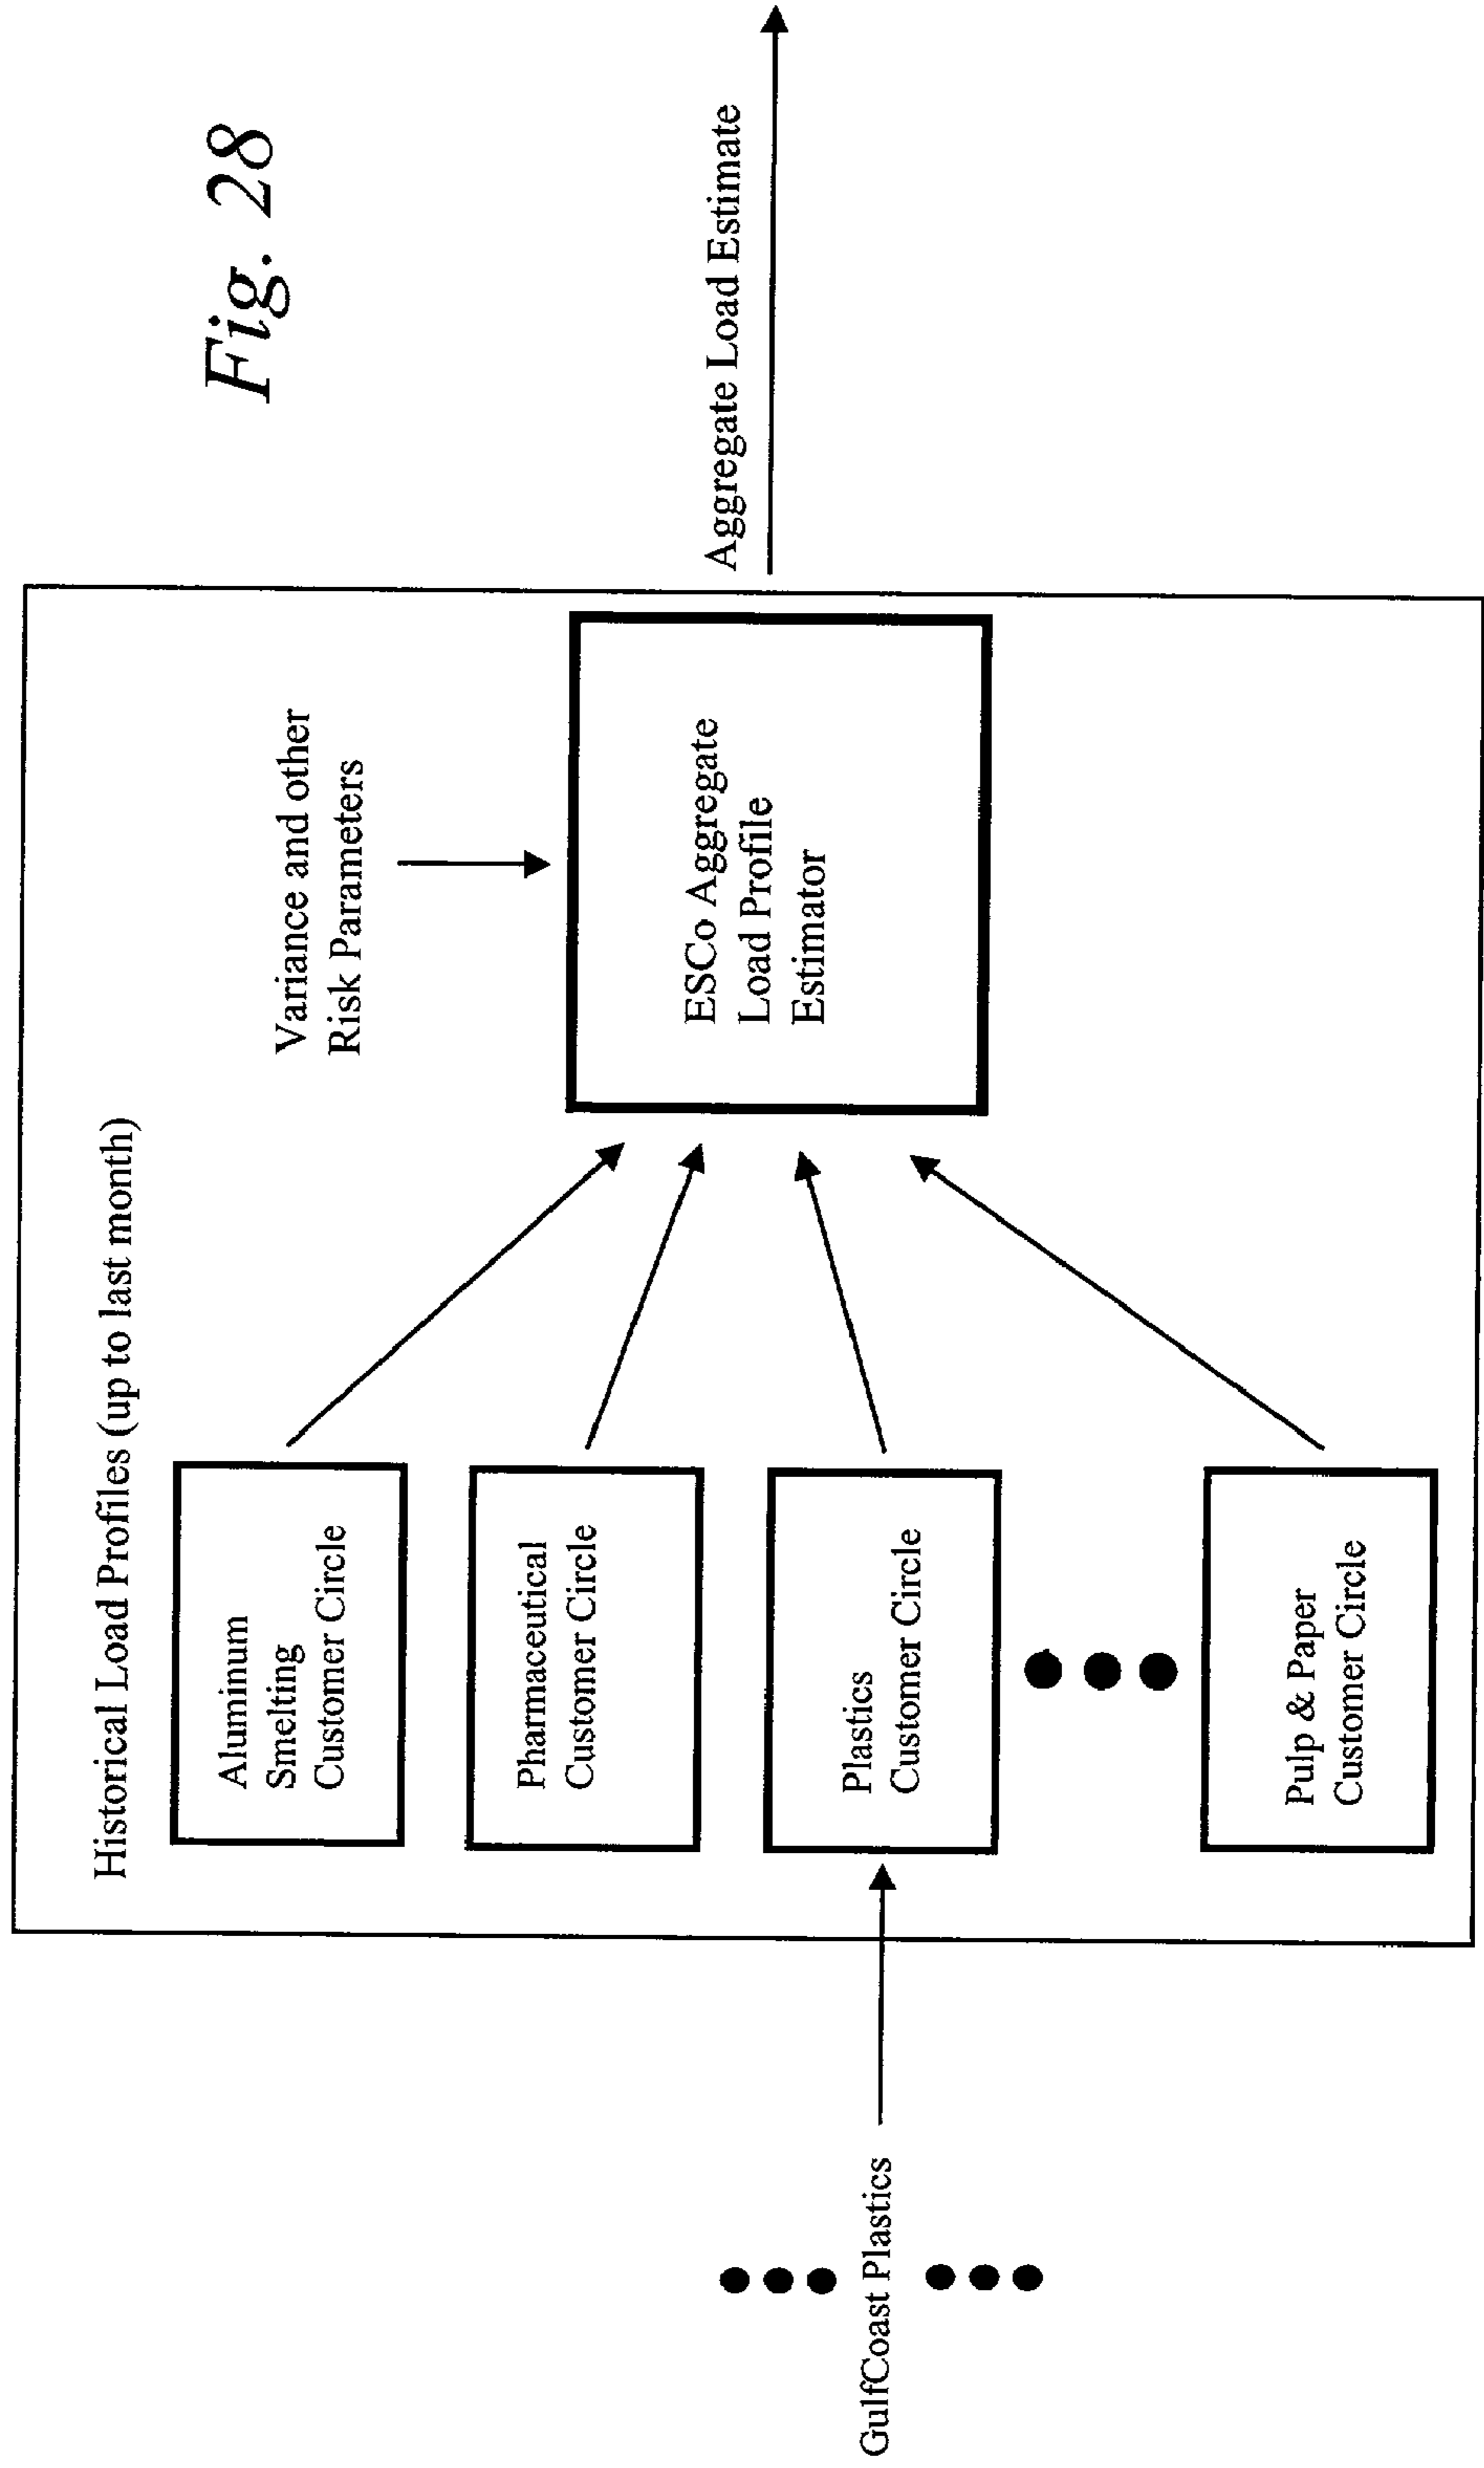 Fig. 28
Historical Load Profiles (up to last month)
Aluminum
Smelting
Customer Circle
Pharmaceutical
Customer Circle
Plastics
Customer Circle
Pulp & Paper
Customer Circle
GulfCoast Plastics
Variance and other
Risk Parameters
ESCo Aggregate
Load Profile
Estimator
Aggregate Load Estimate